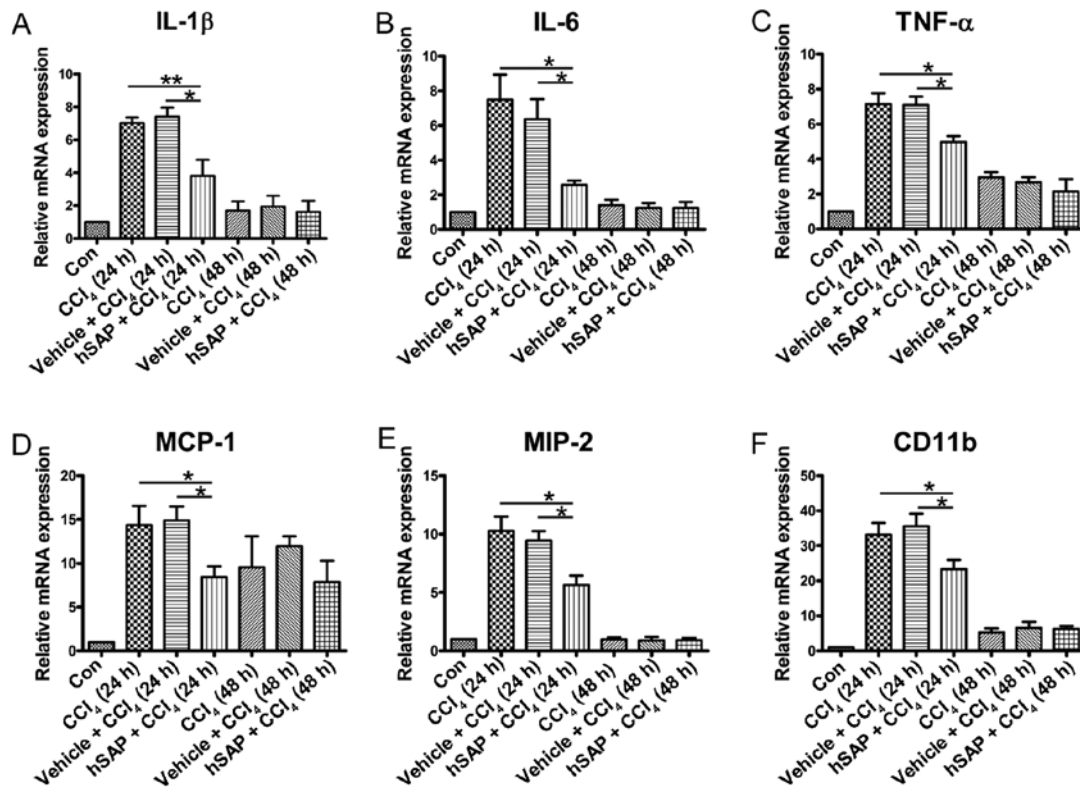 A
IL-1β
Relative mRNA expression
10
8
6
4
2
0
**
*
Con
CCl₄ (24 h)
Vehicle + CCl₄ (24 h)
hSAP + CCl₄ (24 h)
CCl₄ (48 h)
Vehicle + CCl₄ (48 h)
hSAP + CCl₄ (48 h)
B
IL-6
Relative mRNA expression
10
8
6
4
2
0
*
*
Con
CCl₄ (24 h)
Vehicle + CCl₄ (24 h)
hSAP + CCl₄ (24 h)
CCl₄ (48 h)
Vehicle + CCl₄ (48 h)
hSAP + CCl₄ (48 h)
C
TNF-α
Relative mRNA expression
10
8
6
4
2
0
*
*
Con
CCl₄ (24 h)
Vehicle + CCl₄ (24 h)
hSAP + CCl₄ (24 h)
CCl₄ (48 h)
Vehicle + CCl₄ (48 h)
hSAP + CCl₄ (48 h)
D
MCP-1
Relative mRNA expression
20
15
10
5
0
*
*
Con
CCl₄ (24 h)
Vehicle + CCl₄ (24 h)
hSAP + CCl₄ (24 h)
CCl₄ (48 h)
Vehicle + CCl₄ (48 h)
hSAP + CCl₄ (48 h)
E
MIP-2
Relative mRNA expression
15
10
5
0
*
*
Con
CCl₄ (24 h)
Vehicle + CCl₄ (24 h)
hSAP + CCl₄ (24 h)
CCl₄ (48 h)
Vehicle + CCl₄ (48 h)
hSAP + CCl₄ (48 h)
F
CD11b
Relative mRNA expression
50
40
30
20
10
0
*
*
Con
CCl₄ (24 h)
Vehicle + CCl₄ (24 h)
hSAP + CCl₄ (24 h)
CCl₄ (48 h)
Vehicle + CCl₄ (48 h)
hSAP + CCl₄ (48 h)